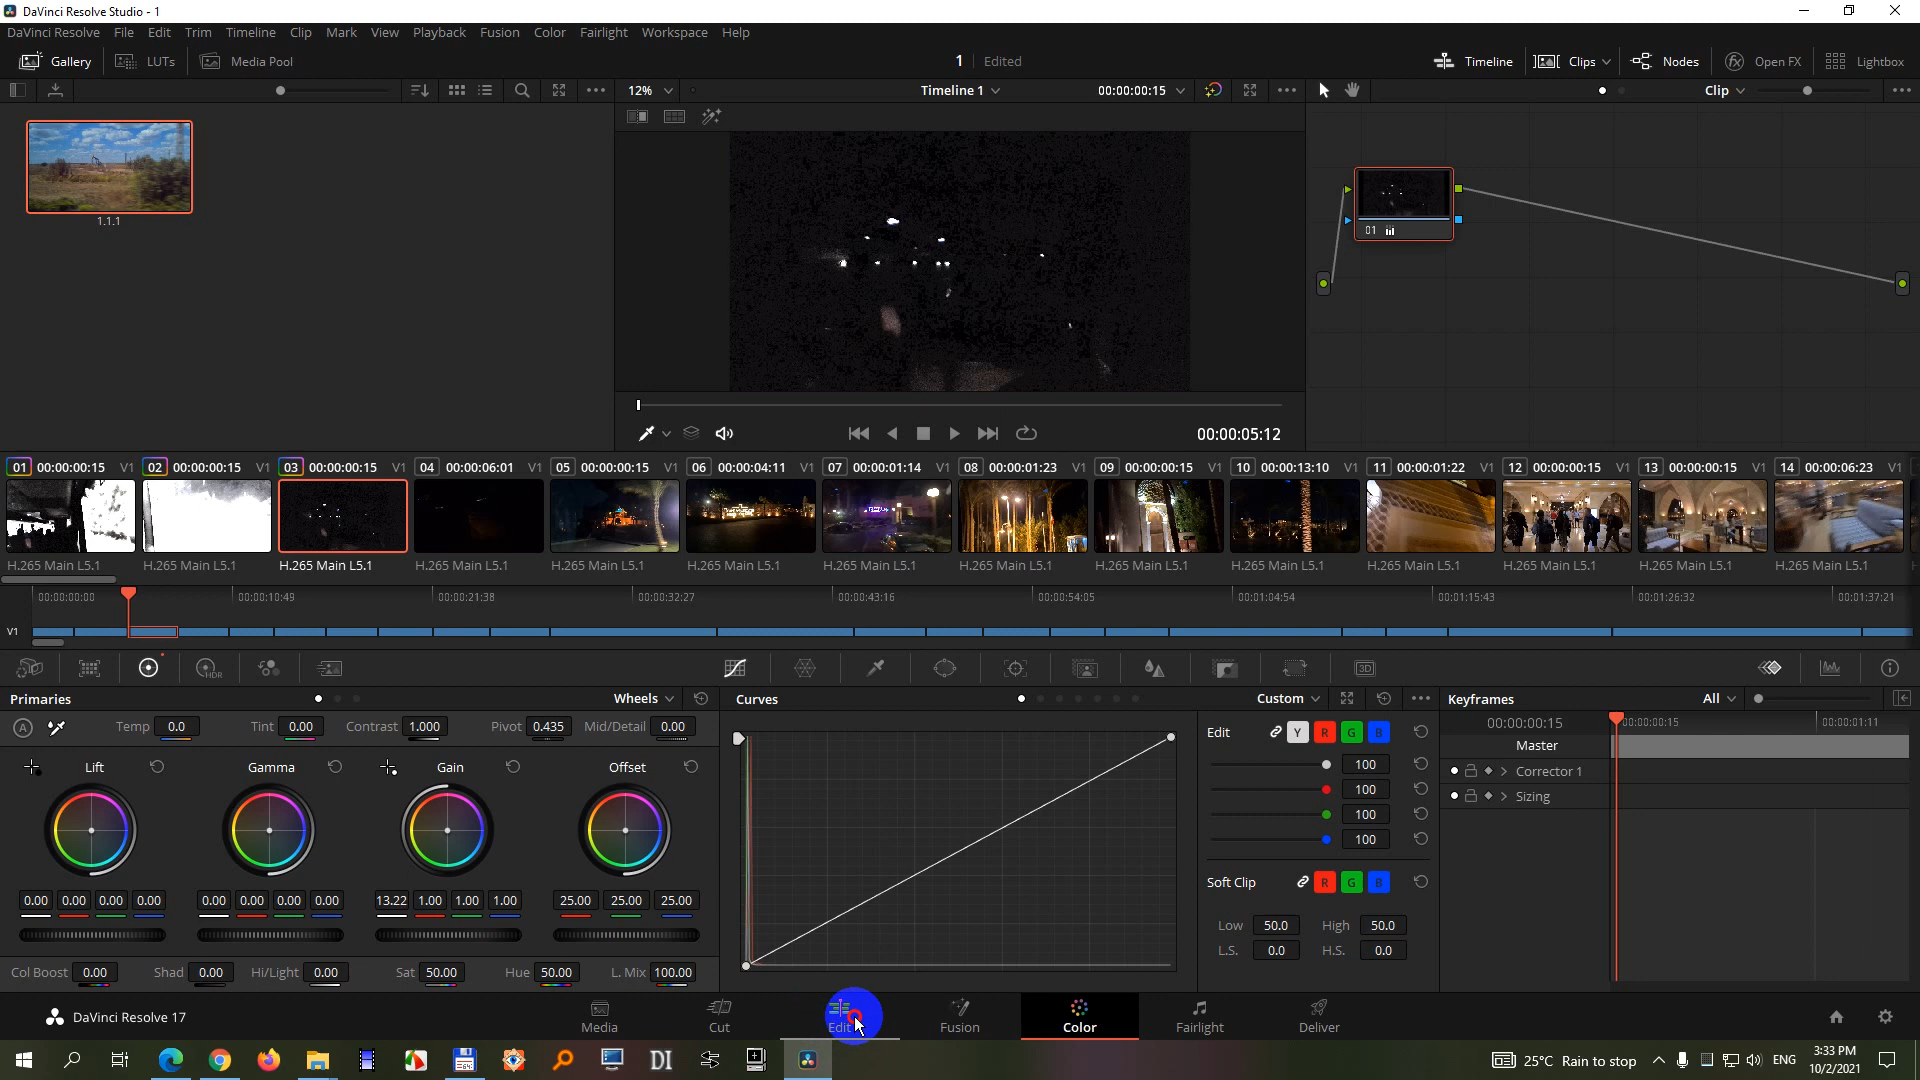 DaVinci Resolve Studio - 1
DaVinci Resolve File Edit Trim Timeline Clip Mark View Playback Fusion Color Fairlight Workspace Help
Gallery LUTs Media Pool 1 Edited Timeline Clips Nodes Open FX Lightbox
12% Timeline 1 00:00:00:15 Clip
1.1.1
01
00:00:05:12
01 00:00:00:15 V1 02 00:00:00:15 V1 03 00:00:00:15 V1 04 00:00:06:01 V1 05 00:00:00:15 V1 06 00:00:04:11 V1 07 00:00:01:14 V1 08 00:00:01:23 V1 09 00:00:00:15 V1 10 00:00:13:10 V1 11 00:00:01:22 V1 12 00:00:00:15 V1 13 00:00:00:15 V1 14 00:00:06:23 V1
H.265 Main L5.1 H.265 Main L5.1 H.265 Main L5.1 H.265 Main L5.1 H.265 Main L5.1 H.265 Main L5.1 H.265 Main L5.1 H.265 Main L5.1 H.265 Main L5.1 H.265 Main L5.1 H.265 Main L5.1 H.265 Main L5.1 H.265 Main L5.1 H.265 Main L5.1
00:00:00:00 00:00:10:49 00:00:21:38 00:00:32:27 00:00:43:16 00:00:54:05 00:01:04:54 00:01:15:43 00:01:26:32 00:01:37:21
V1
HDR 3D
Primaries Wheels Curves Custom Keyframes All
A Temp 0.0 Tint 0.00 Contrast 1.000 Pivot 0.435 Mid/Detail 0.00 Edit Y R G B 00:00:00:15 00:00:00:15 00:00:01:11
Master
Lift Gamma Gain Offset 100 Corrector 1
100 Sizing
100
100
Soft Clip R G B
0.00 0.00 0.00 0.00 0.00 0.00 0.00 0.00 13.22 1.00 1.00 1.00 25.00 25.00 25.00
Low 50.0 High 50.0
L.S. 0.0 H.S. 0.0
Col Boost 0.00 Shad 0.00 Hi/Light 0.00 Sat 50.00 Hue 50.00 L. Mix 100.00
DaVinci Resolve 17 Media Cut Edit Fusion Color Fairlight Deliver
64 DI 25°C Rain to stop ENG 3:33 PM
10/2/2021